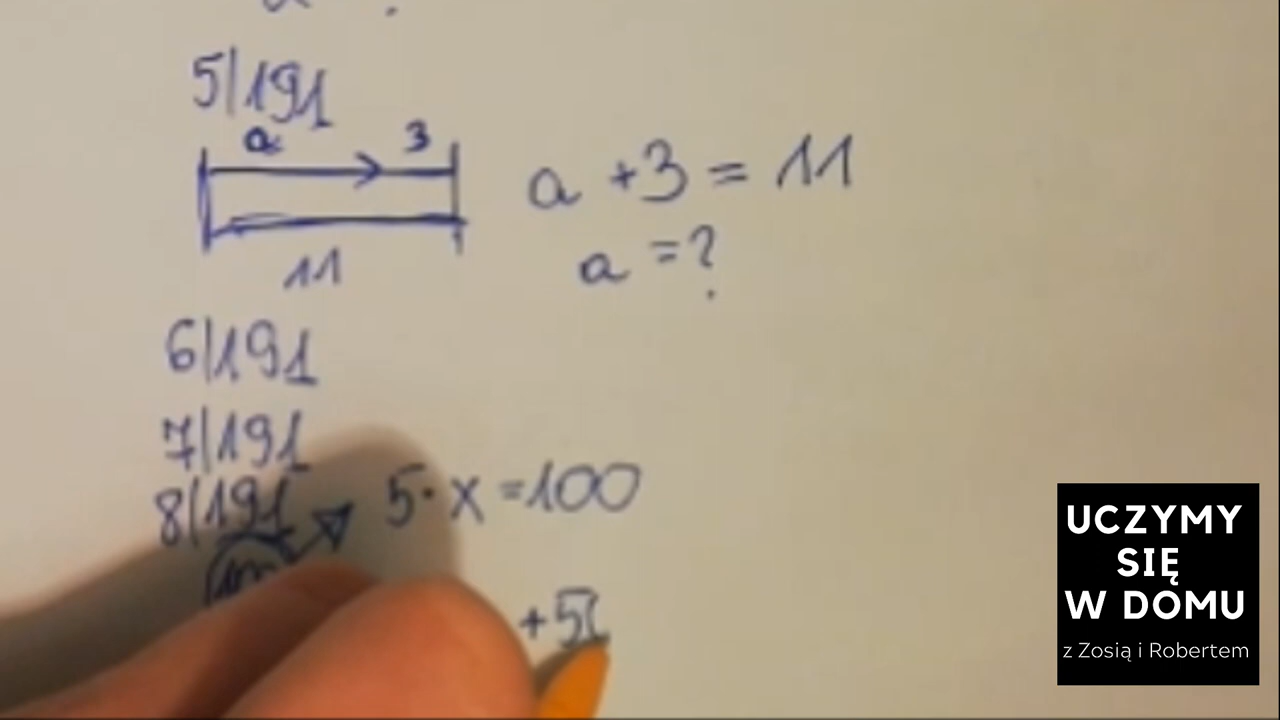 5/191
a 3
11
a + 3 = 11
a = ?
6/191
7/191
8/191
5 · x = 100
+5
UCZYMY
SIĘ
W DOMU
z Zosią i Robertem